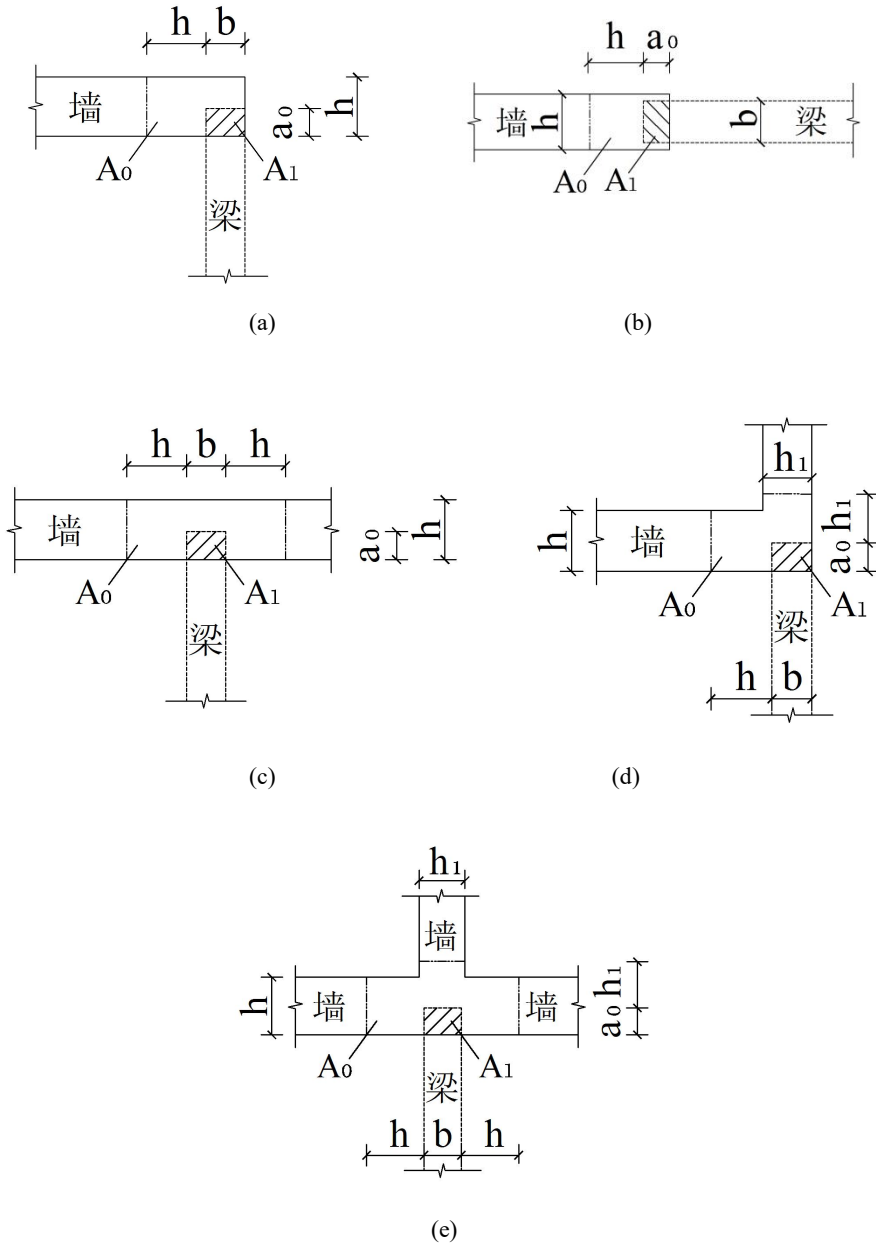 h b
墙 a₀ h
A₀ A₁
梁
(a)
h a₀
墙 h b 梁
A₀ A₁
(b)
h b h
墙 a₀ h
A₀ A₁
梁
(c)
h₁
h 墙 a₀ h₁
A₀ A₁
梁
h b
(d)
h₁
墙
h 墙 墙 a₀ h₁
A₀ A₁
梁
h b h
(e)